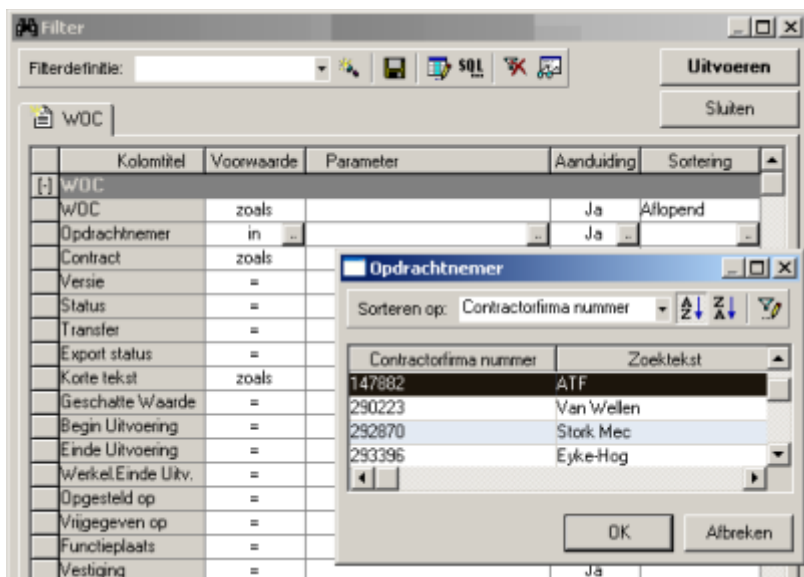 Filter
Filterdefinitie:
SQL
Uitvoeren
Sluiten
WOC
Kolomtitel Voorwaarde Parameter Aanduiding Sortering
[-] WOC
WOC zoals Ja Aflopend
Opdrachtnemer in .. .. Ja .. ..
Contract zoals
Versie =
Status =
Transfer =
Export status =
Korte tekst zoals
Geschatte Waarde =
Begin Uitvoering =
Einde Uitvoering =
Werkel.Einde Uitv. =
Opgesteld op =
Vrijgegeven op =
Functieplaats =
Vestiging = Ja
Opdrachtnemer
Sorteren op: Contractorfirma nummer
Contractorfirma nummer Zoektekst
147882 ATF
290223 Van Wellen
292870 Stork Mec
293396 Eyke-Hog
OK Afbreken